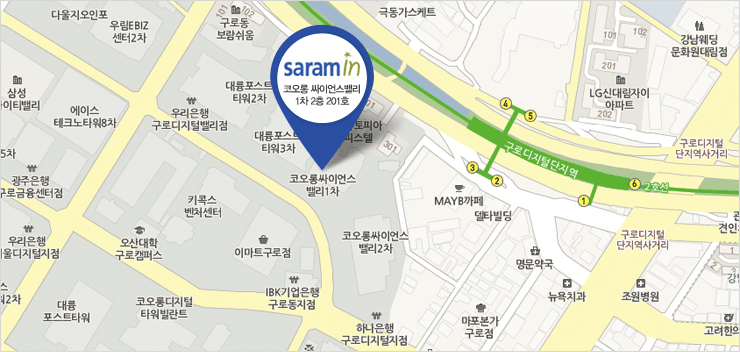 다울지오인포
우림EBIZ
센터2차
구로동
보람쉬움
201
극동가스케트
강남웨딩
문화원대림점
101
102
LG신대림자이
아파트
saramin
코오롱 싸이언스밸리
1차 2층 201호
삼성
에이스
테크노타워8차
우리은행
구로디지털밸리점
대륭포스트
타워2차
대륭포스트
타워3차
301
4
5
구로디지털단지역
2호선
구로디지털
단지역사거리
3
2
1
6
광주은행
구로금융센터점
키콕스
벤처센터
코오롱싸이언스
밸리1차
MAYB까페
델타빌딩
우리은행
오산대학
구로캠퍼스
이마트구로점
코오롱싸이언스
밸리2차
명문약국
구로디지털
단지역사거리
IBK기업은행
구로동지점
뉴욕치과
조원병원
대륭
포스트타워
코오롱디지털
타워빌란트
하나은행
구로디지털지점
마포본가
구로점